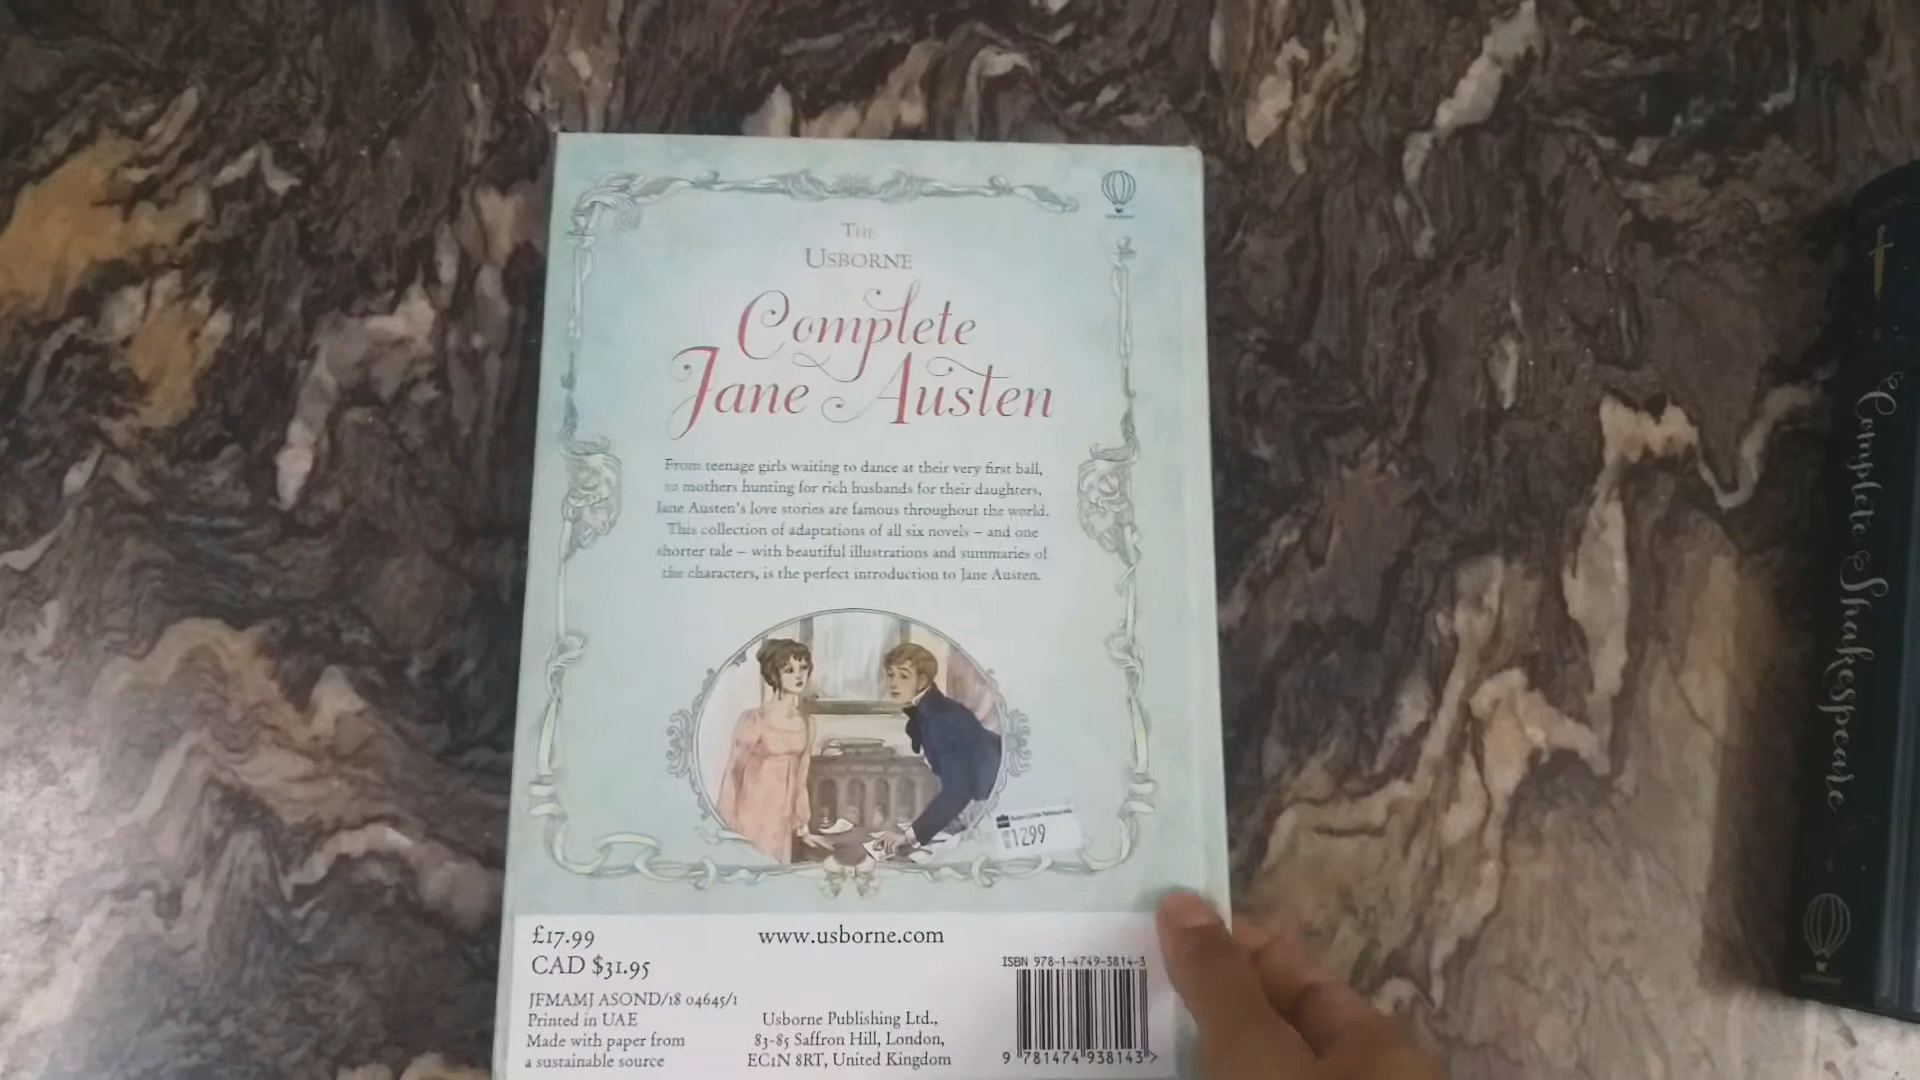 THE
USBORNE
Complete
Jane Austen
From teenage girls waiting to dance at their very first ball,
to mothers hunting for rich husbands for their daughters,
Jane Austen's love stories are famous throughout the world.
This collection of adaptations of all six novels – and one
shorter tale – with beautiful illustrations and summaries of
the characters, is the perfect introduction to Jane Austen.
1299
£17.99
CAD $31.95
www.usborne.com
JFMAMJ ASOND/18 04645/1
Printed in UAE
Made with paper from
a sustainable source
Usborne Publishing Ltd.,
83-85 Saffron Hill, London,
EC1N 8RT, United Kingdom
ISBN 978-1-4749-3814-3
9 781474 938143 >
Complete Shakespeare